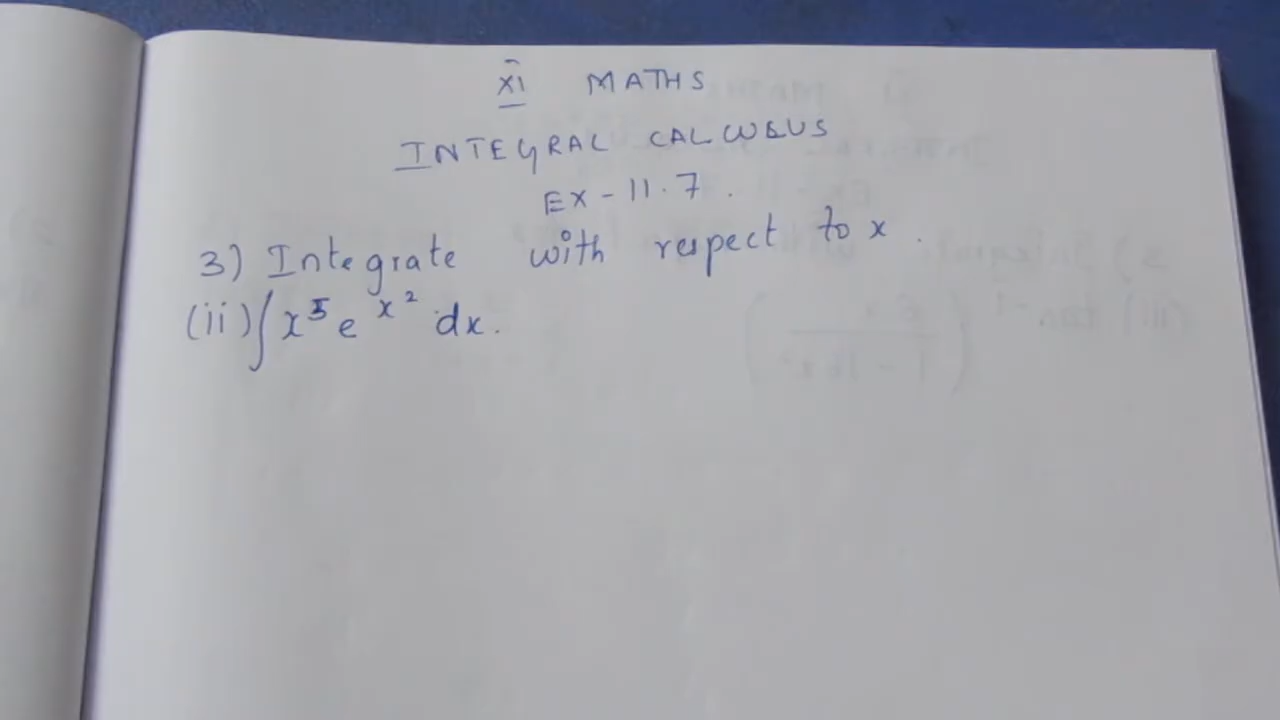 XI MATHS
INTEGRAL CALCULUS
EX - 11.7.
3) Integrate with respect to x.
(ii) ∫x⁵ e^x² dx.